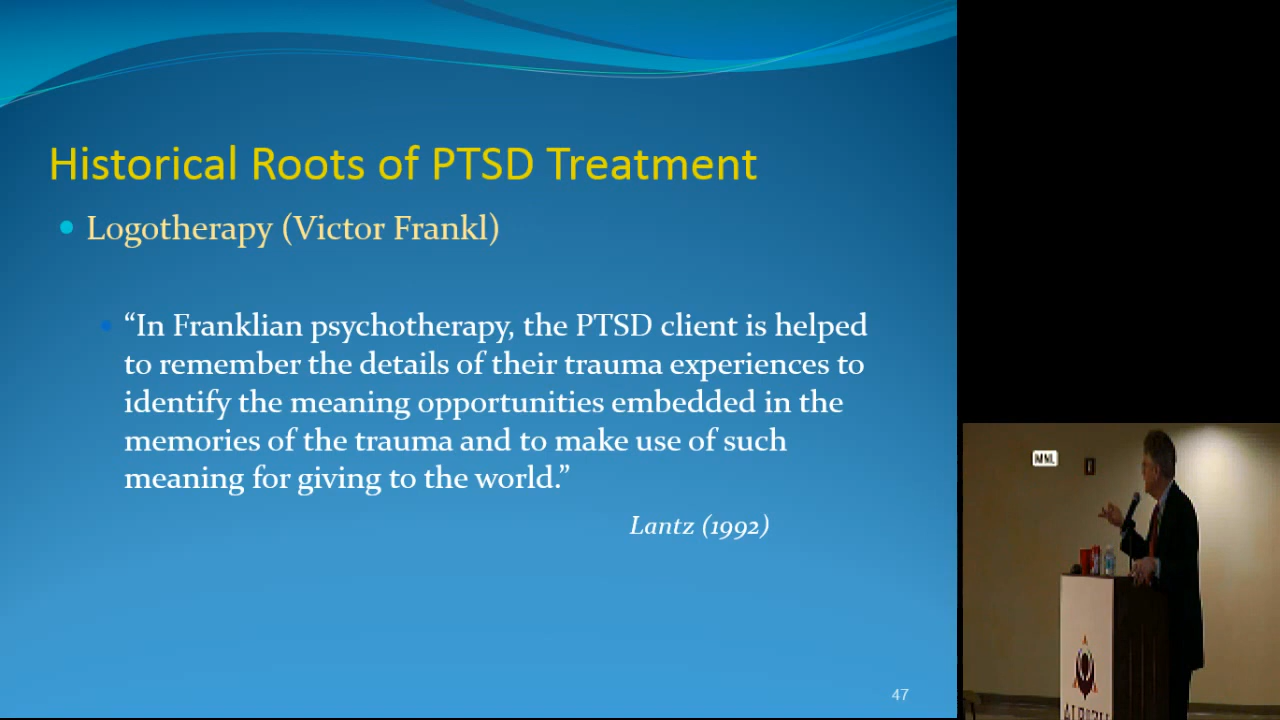 Historical Roots of PTSD Treatment
Logotherapy (Victor Frankl)
“In Franklian psychotherapy, the PTSD client is helped
to remember the details of their trauma experiences to
identify the meaning opportunities embedded in the
memories of the trauma and to make use of such
meaning for giving to the world.”
Lantz (1992)
47
MNL